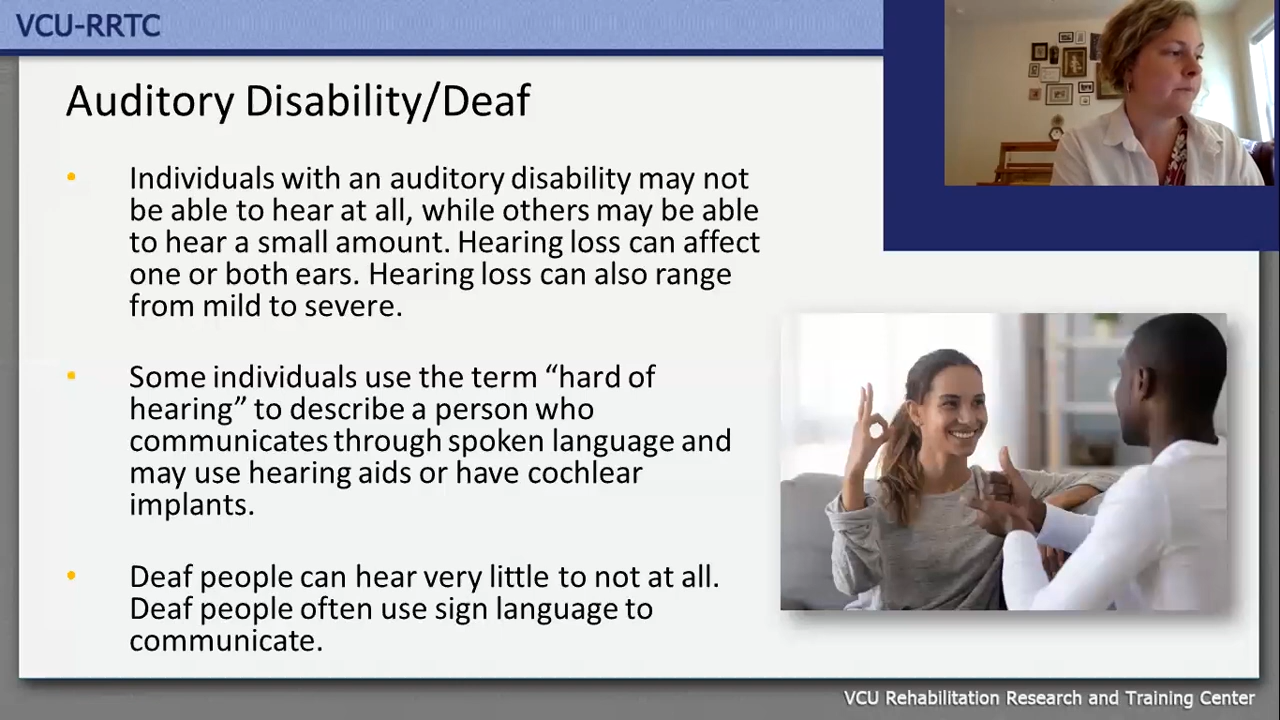 VCU-RRTC
Auditory Disability/Deaf
• Individuals with an auditory disability may not
be able to hear at all, while others may be able
to hear a small amount. Hearing loss can affect
one or both ears. Hearing loss can also range
from mild to severe.
• Some individuals use the term “hard of
hearing” to describe a person who
communicates through spoken language and
may use hearing aids or have cochlear
implants.
• Deaf people can hear very little to not at all.
Deaf people often use sign language to
communicate.
VCU Rehabilitation Research and Training Center